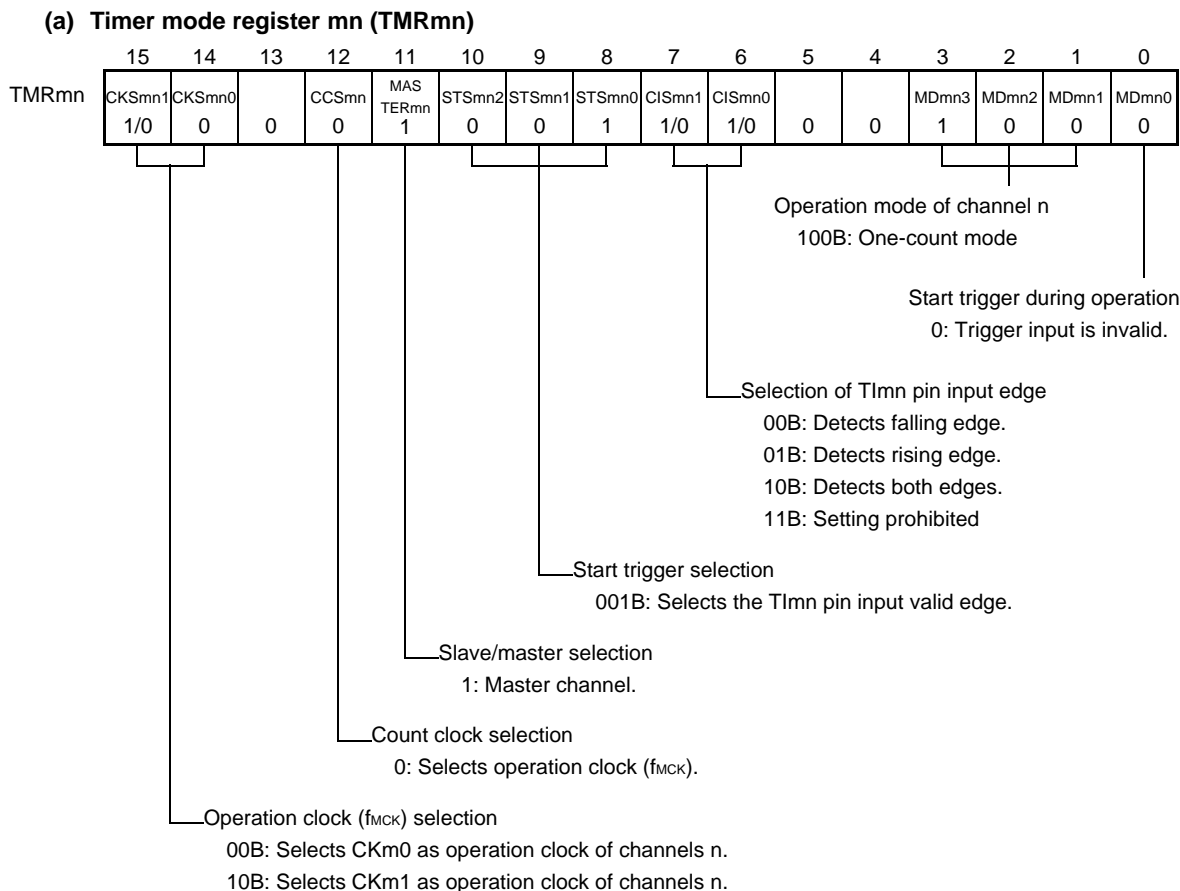 (a) Timer mode register mn (TMRmn)
15 14 13 12 11 10 9 8 7 6 5 4 3 2 1 0
TMRmn CKSmn1 CKSmn0 CCSmn MAS TERmn STSmn2 STSmn1 STSmn0 CISmn1 CISmn0 MDmn3 MDmn2 MDmn1 MDmn0
1/0 0 0 0 1 0 0 1 1/0 1/0 0 0 1 0 0 0
Operation mode of channel n
100B: One-count mode
Start trigger during operation
0: Trigger input is invalid.
Selection of TImn pin input edge
00B: Detects falling edge.
01B: Detects rising edge.
10B: Detects both edges.
11B: Setting prohibited
Start trigger selection
001B: Selects the TImn pin input valid edge.
Slave/master selection
1: Master channel.
Count clock selection
0: Selects operation clock (fMCK).
Operation clock (fMCK) selection
00B: Selects CKm0 as operation clock of channels n.
10B: Selects CKm1 as operation clock of channels n.